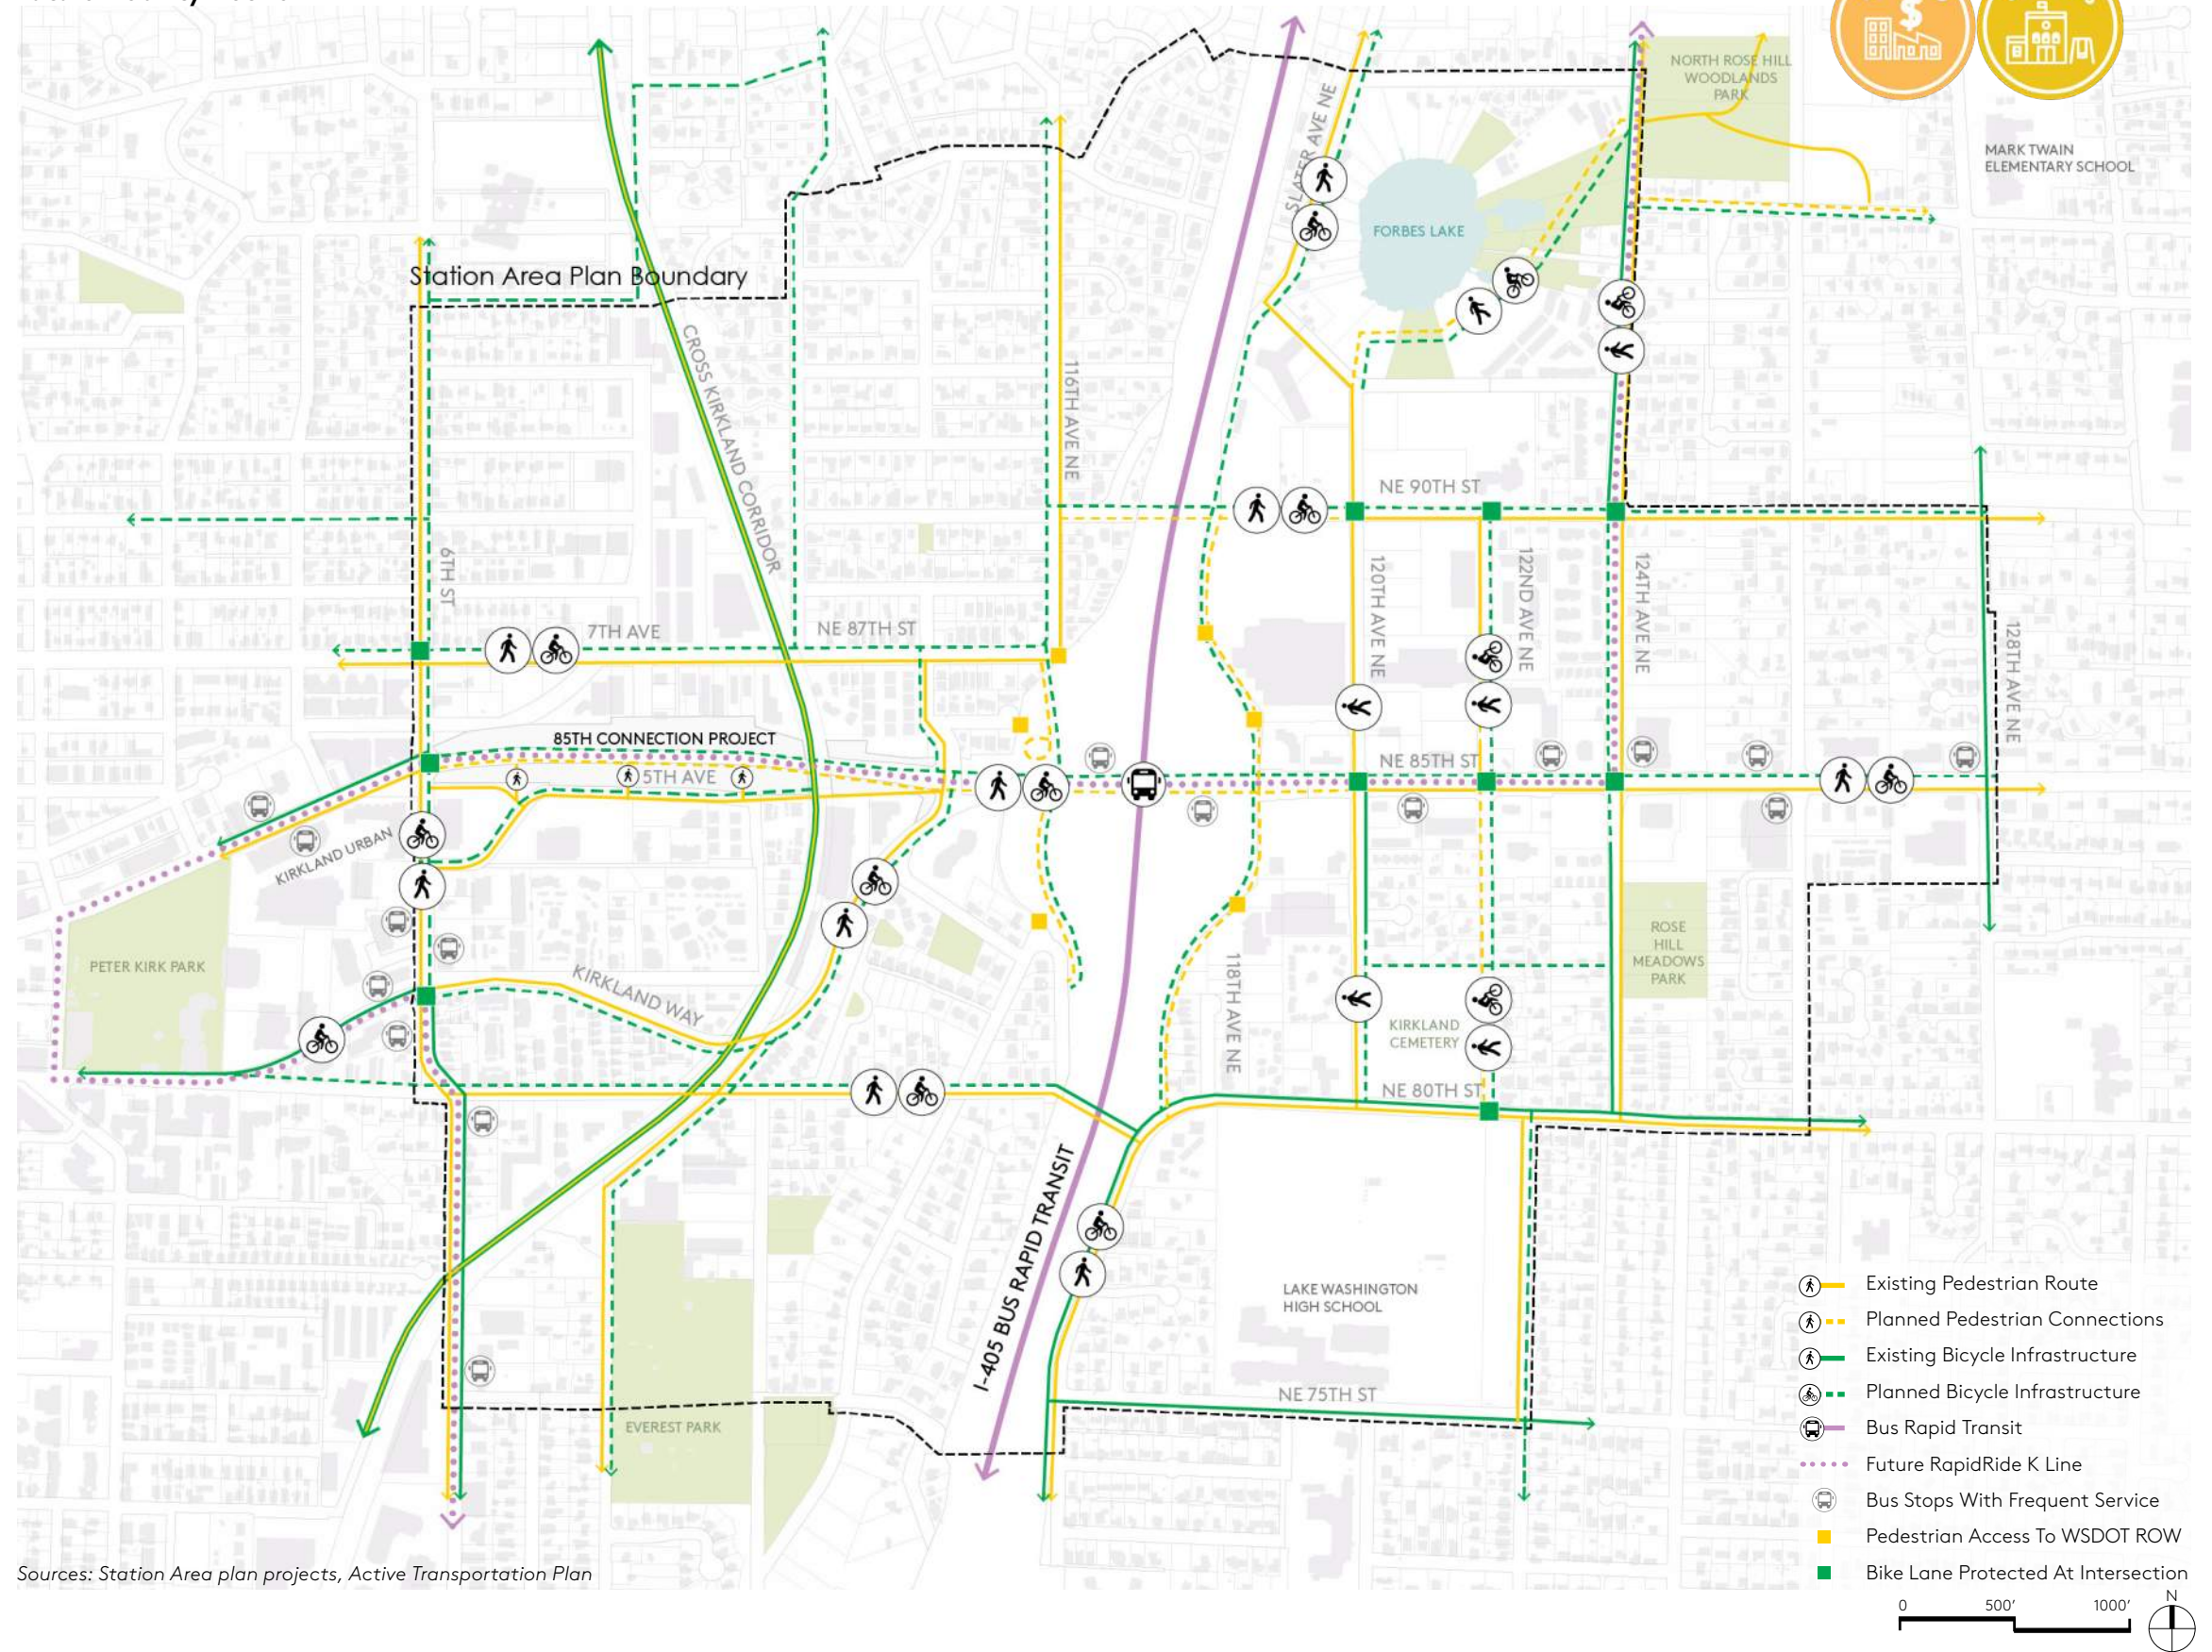 NORTH ROSE HILL
WOODLANDS
PARK
MARK TWAIN
ELEMENTARY SCHOOL
SLATER AVE NE
FORBES LAKE
Station Area Plan Boundary
CROSS KIRKLAND CORRIDOR
116TH AVE NE
NE 90TH ST
6TH ST
120TH AVE NE
122ND AVE NE
124TH AVE NE
128TH AVE NE
7TH AVE
NE 87TH ST
85TH CONNECTION PROJECT
5TH AVE
NE 85TH ST
KIRKLAND URBAN
PETER KIRK PARK
KIRKLAND WAY
118TH AVE NE
ROSE
HILL
MEADOWS
PARK
KIRKLAND
CEMETERY
NE 80TH ST
I-405 BUS RAPID TRANSIT
LAKE WASHINGTON
HIGH SCHOOL
NE 75TH ST
EVEREST PARK
Existing Pedestrian Route
Planned Pedestrian Connections
Existing Bicycle Infrastructure
Planned Bicycle Infrastructure
Bus Rapid Transit
Future RapidRide K Line
Bus Stops With Frequent Service
Pedestrian Access To WSDOT ROW
Bike Lane Protected At Intersection
Sources: Station Area plan projects, Active Transportation Plan
0 500' 1000'
N